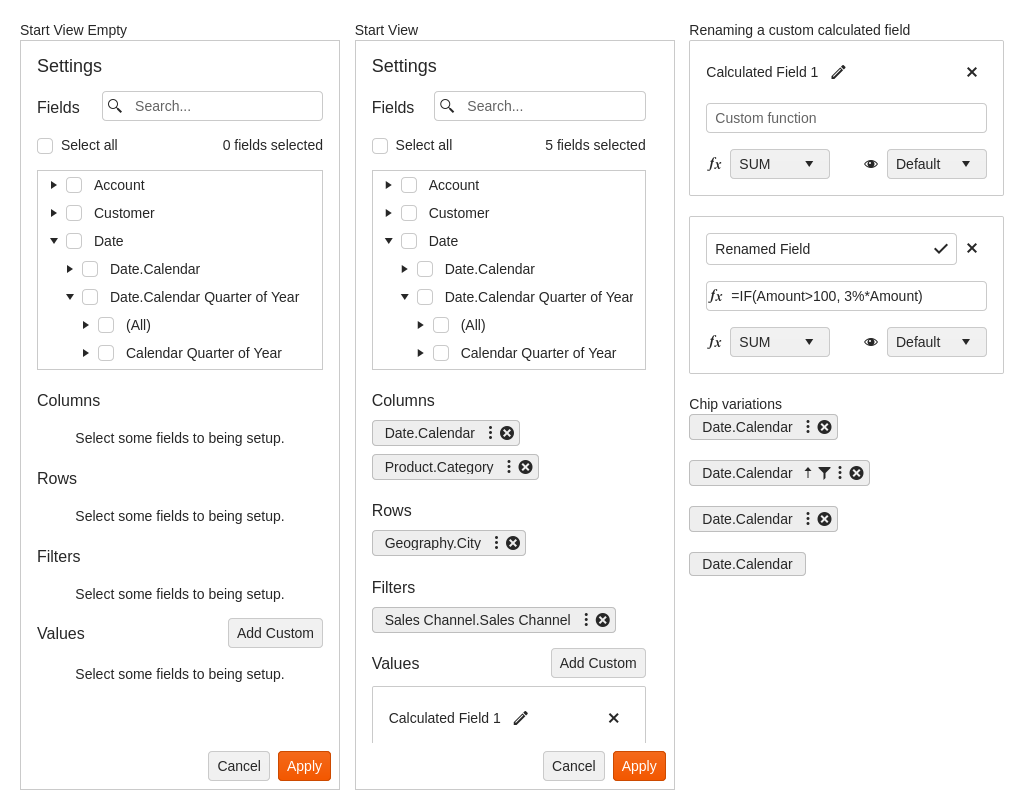 Start View Empty
Settings
Fields
Search...
Select all
0 fields selected
Account
Customer
Date
Date.Calendar
Date.Calendar Quarter of Year
(All)
Calendar Quarter of Year
Columns
Select some fields to being setup.
Rows
Select some fields to being setup.
Filters
Select some fields to being setup.
Values
Add Custom
Select some fields to being setup.
Cancel
Apply
Start View
Settings
Fields
Search...
Select all
5 fields selected
Account
Customer
Date
Date.Calendar
Date.Calendar Quarter of Year
(All)
Calendar Quarter of Year
Columns
Date.Calendar
Product.Category
Rows
Geography.City
Filters
Sales Channel.Sales Channel
Values
Add Custom
Calculated Field 1
Cancel
Apply
Renaming a custom calculated field
Calculated Field 1
Custom function
fx SUM
Default
Renamed Field
fx =IF(Amount>100, 3%*Amount)
fx SUM
Default
Chip variations
Date.Calendar
Date.Calendar
Date.Calendar
Date.Calendar